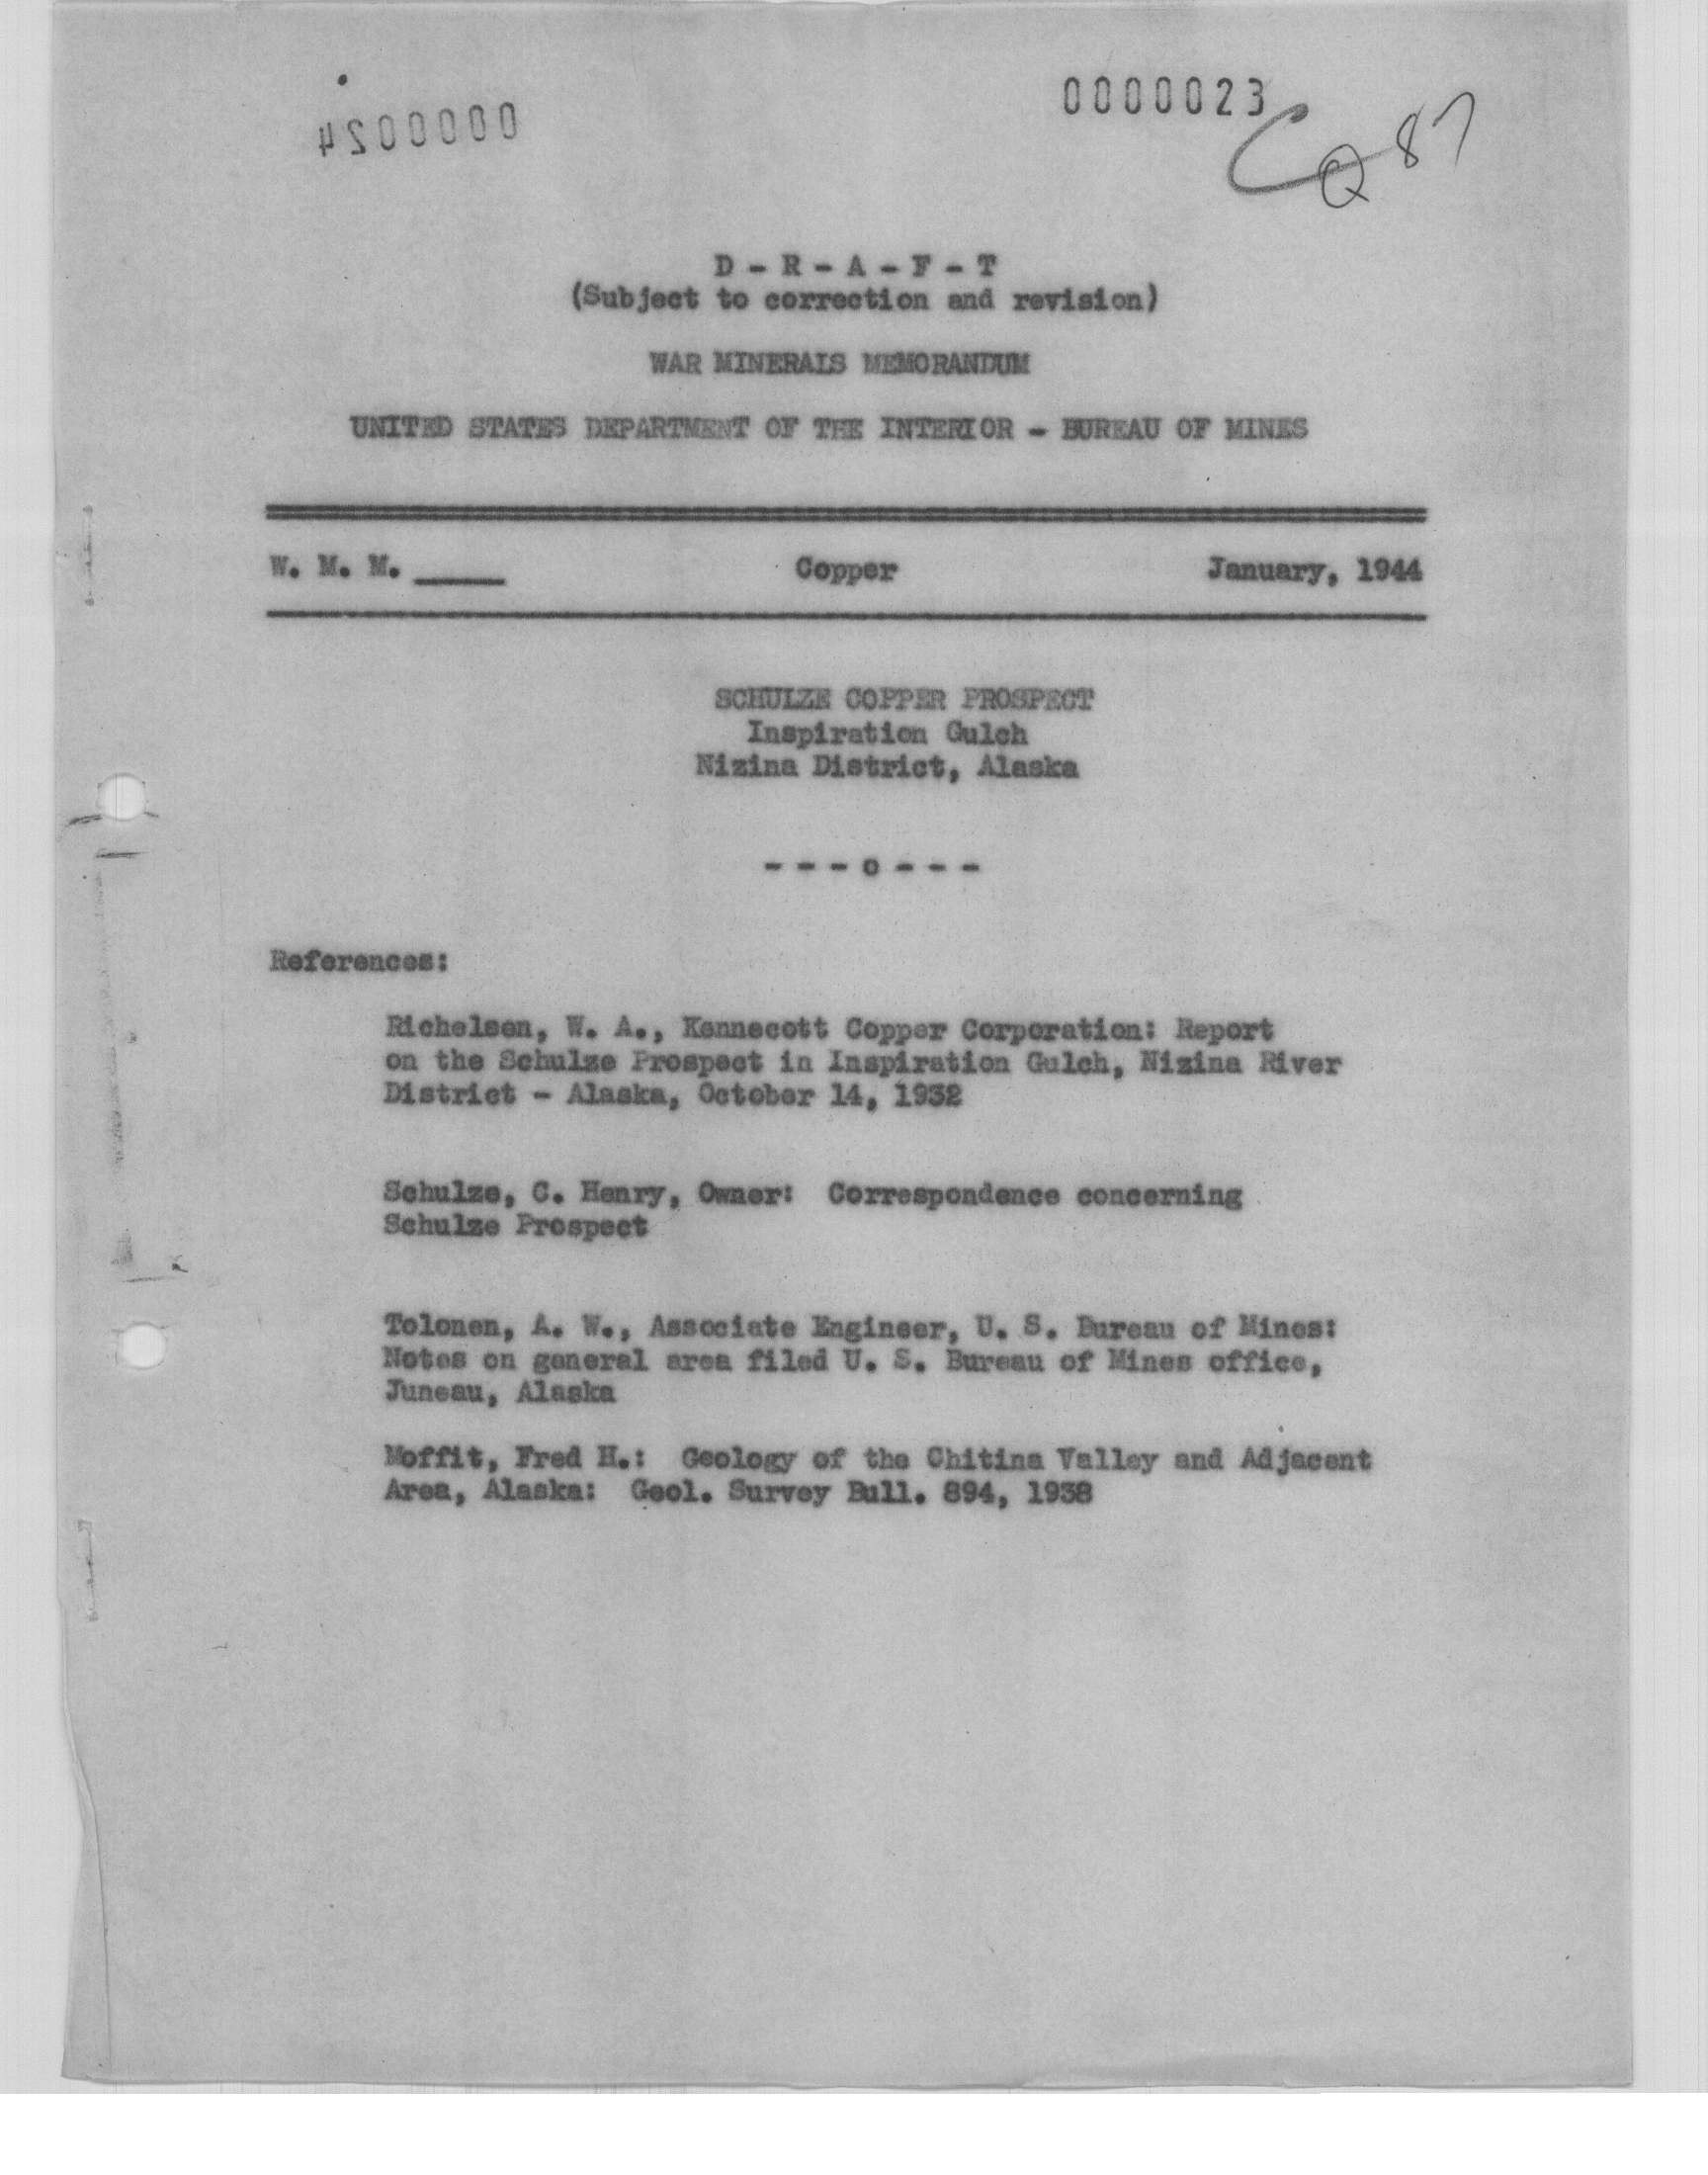 0000024
0000023
C Q 87
D - R - A - F - T
(Subject to correction and revision)
WAR MINERALS MEMORANDUM
UNITED STATES DEPARTMENT OF THE INTERIOR - BUREAU OF MINES
W. M. M. _____ Copper January, 1944
SCHULZE COPPER PROSPECT
Inspiration Gulch
Nizina District, Alaska
- - - o - - -
References:
Richelsen, W. A., Kennecott Copper Corporation: Report
on the Schulze Prospect in Inspiration Gulch, Nizina River
District - Alaska, October 14, 1932
Schulze, C. Henry, Owner: Correspondence concerning
Schulze Prospect
Tolonen, A. W., Associate Engineer, U. S. Bureau of Mines:
Notes on general area filed U. S. Bureau of Mines office,
Juneau, Alaska
Moffit, Fred H.: Geology of the Chitina Valley and Adjacent
Area, Alaska: Geol. Survey Bull. 894, 1938